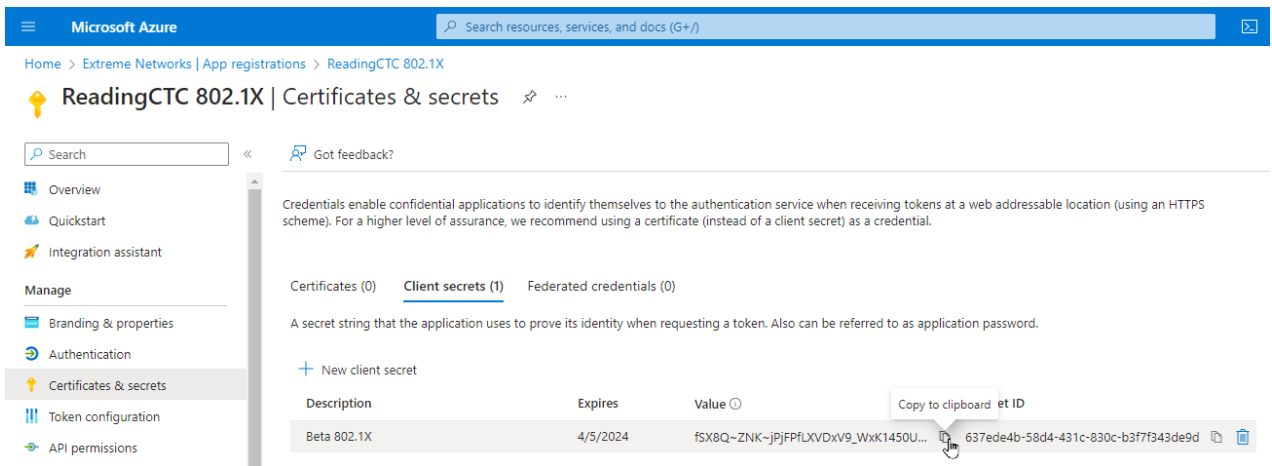 Microsoft Azure
Search resources, services, and docs (G+/)
Home > Extreme Networks | App registrations > ReadingCTC 802.1X
ReadingCTC 802.1X | Certificates & secrets
Search
Got feedback?
Overview
Credentials enable confidential applications to identify themselves to the authentication service when receiving tokens at a web addressable location (using an HTTPS
scheme). For a higher level of assurance, we recommend using a certificate (instead of a client secret) as a credential.
Quickstart
Integration assistant
Manage
Certificates (0) Client secrets (1) Federated credentials (0)
Branding & properties
A secret string that the application uses to prove its identity when requesting a token. Also can be referred to as application password.
Authentication
New client secret
Certificates & secrets
Description Expires Value Copy to clipboard et ID
Token configuration
Beta 802.1X 4/5/2024 fSX8Q~ZNK~jPjFPfLXVDxV9_WxK1450U... 637ede4b-58d4-431c-830c-b3f7f343de9d
API permissions